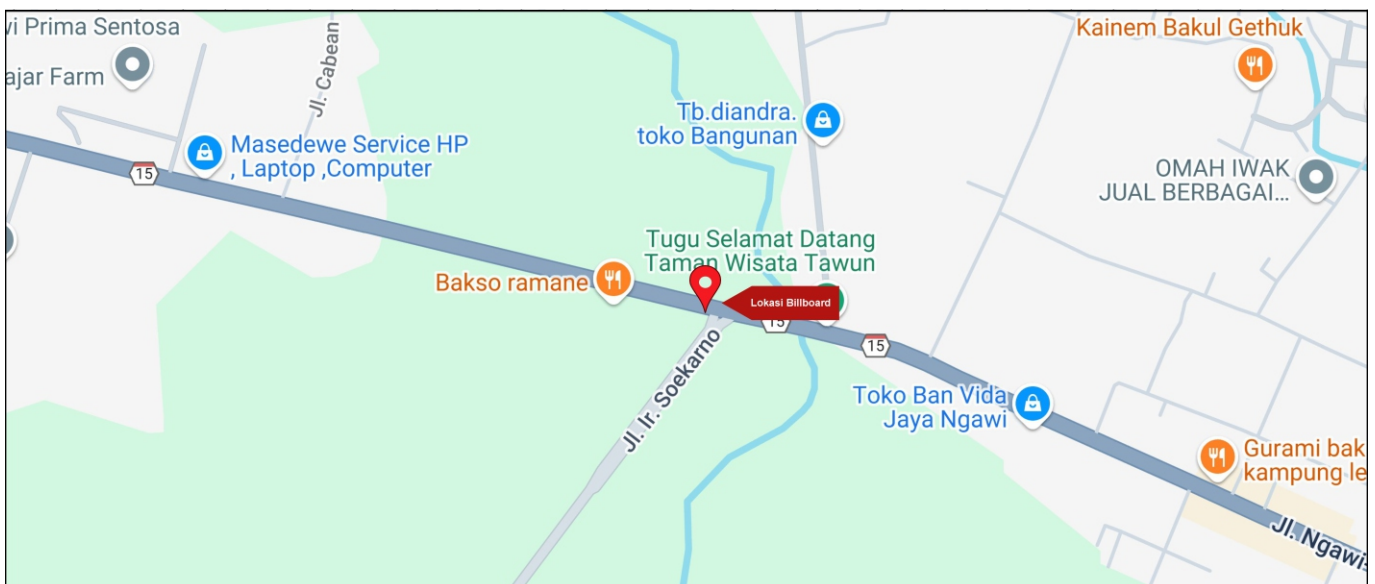 vi Prima Sentosa
ajar Farm
Jl. Cabean
Kainem Bakul Gethuk
Masedewe Service HP
, Laptop ,Computer
15
Tb.diandra.
toko Bangunan
OMAH IWAK
JUAL BERBAGAI...
Tugu Selamat Datang
Taman Wisata Tawun
Bakso ramane
Lokasi Billboard
15
15
Jl. Ir. Soekarno
Toko Ban Vida
Jaya Ngawi
Gurami bak
kampung le
Jl. Ngawi-